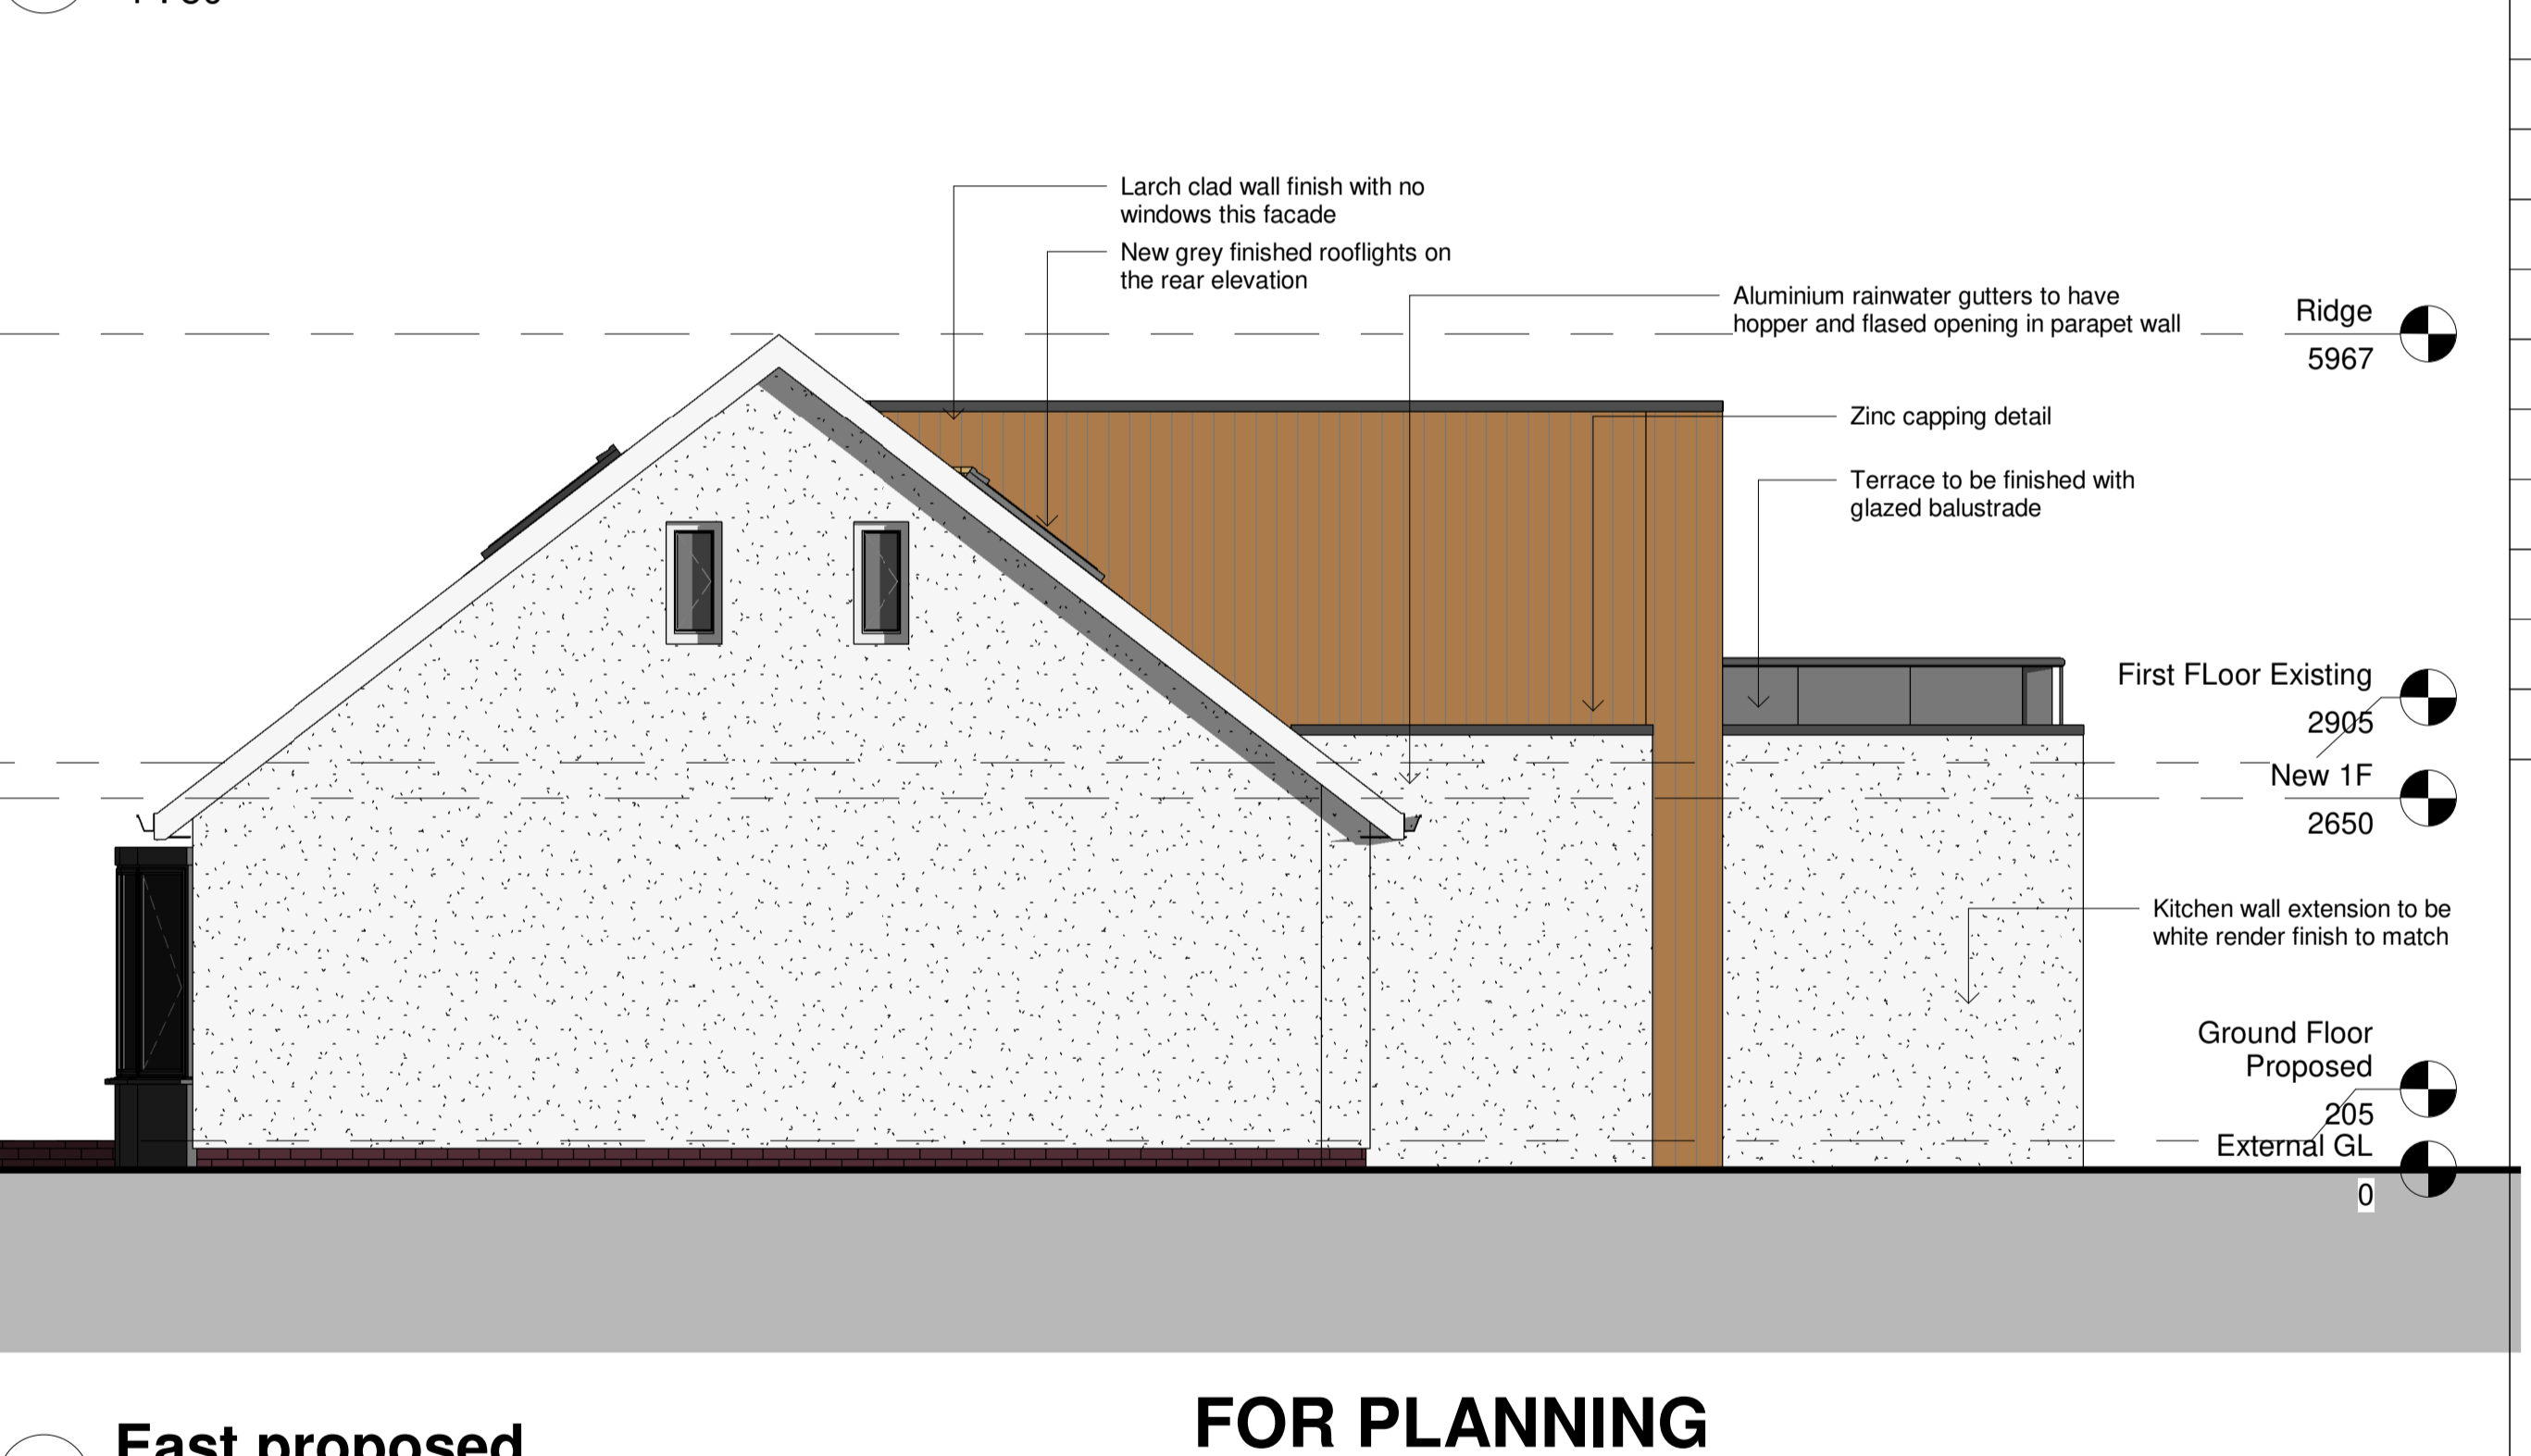 Larch clad wall finish with no
windows this facade
New grey finished rooflights on
the rear elevation
Aluminium rainwater gutters to have
hopper and flased opening in parapet wall
Ridge
5967
Zinc capping detail
Terrace to be finished with
glazed balustrade
First FLoor Existing
2905
New 1F
2650
Kitchen wall extension to be
white render finish to match
Ground Floor
Proposed
205
External GL
0
FOR PLANNING
East proposed